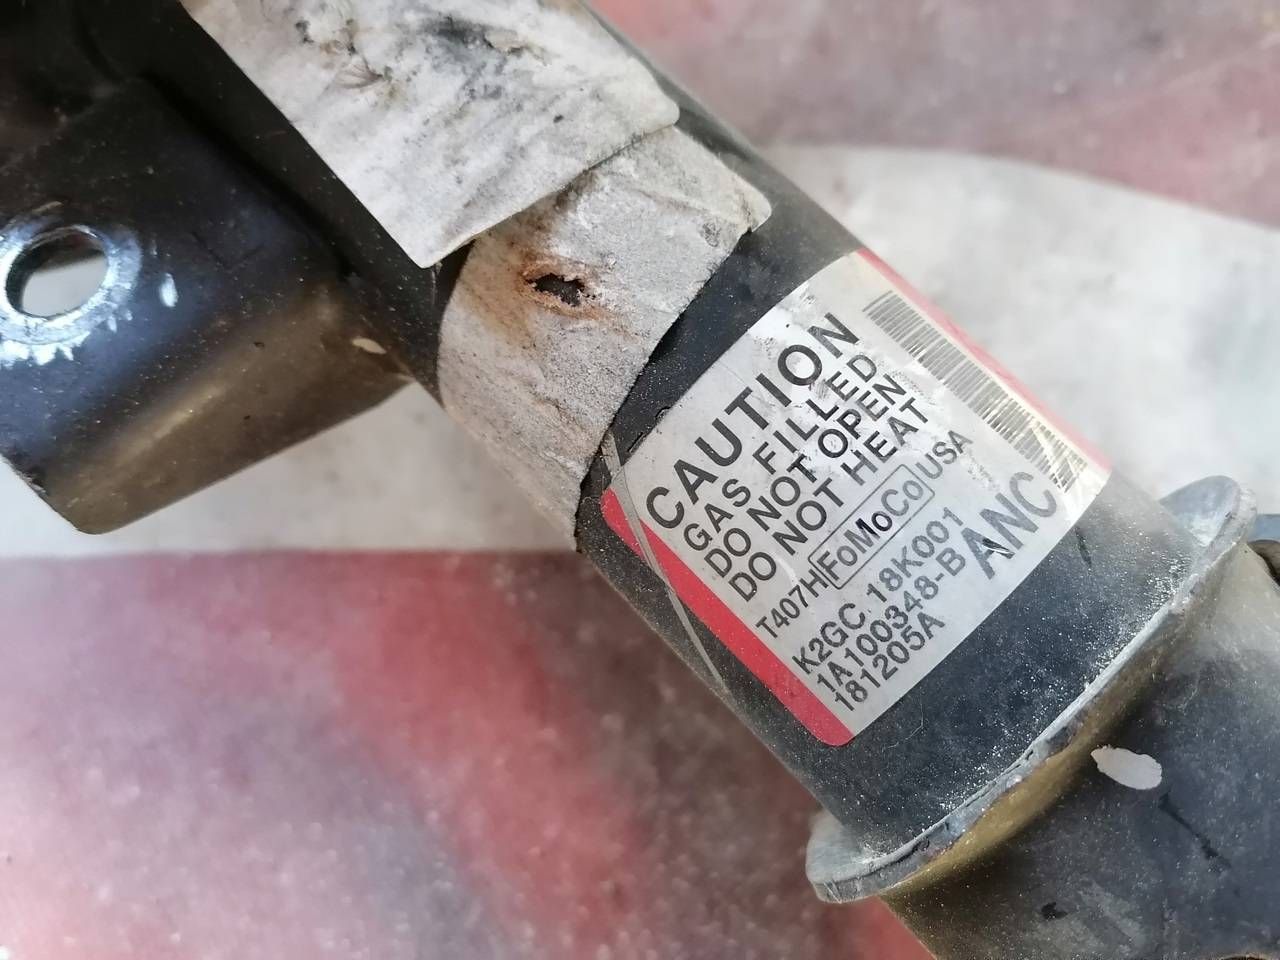 CAUTION
GAS FILLED
DO NOT OPEN
DO NOT HEAT
T407H FoMoCo USA
K2GC 18K001 ANC
1A100348-B
181205A